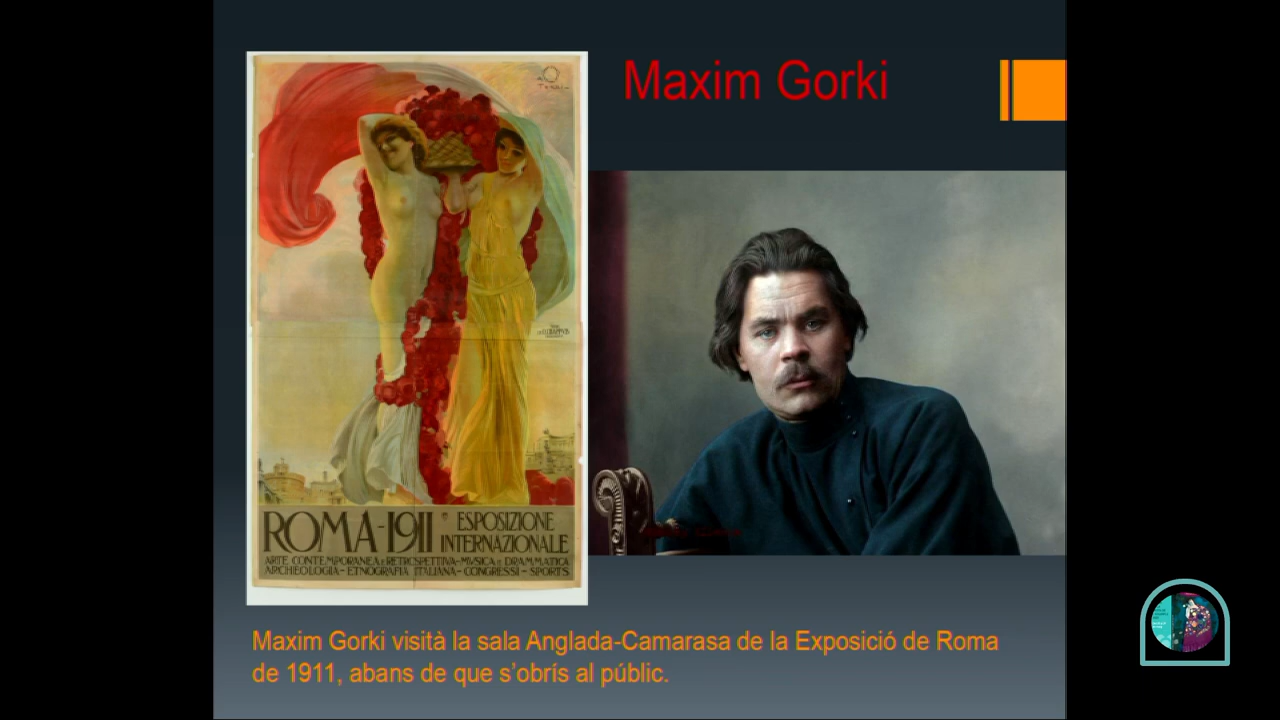 Maxim Gorki
ROMA-1911
ESPOSIZIONE
INTERNAZIONALE
ARTE CONTEMPORANEA E RETROSPETTIVA-MVSICA E DRAMMATICA
ARCHEOLOGIA-ETNOGRAFIA ITALIANA-CONGRESSI-SPORTS
Maxim Gorki visità la sala Anglada-Camarasa de la Exposició de Roma
de 1911, abans de que s'obrís al públic.